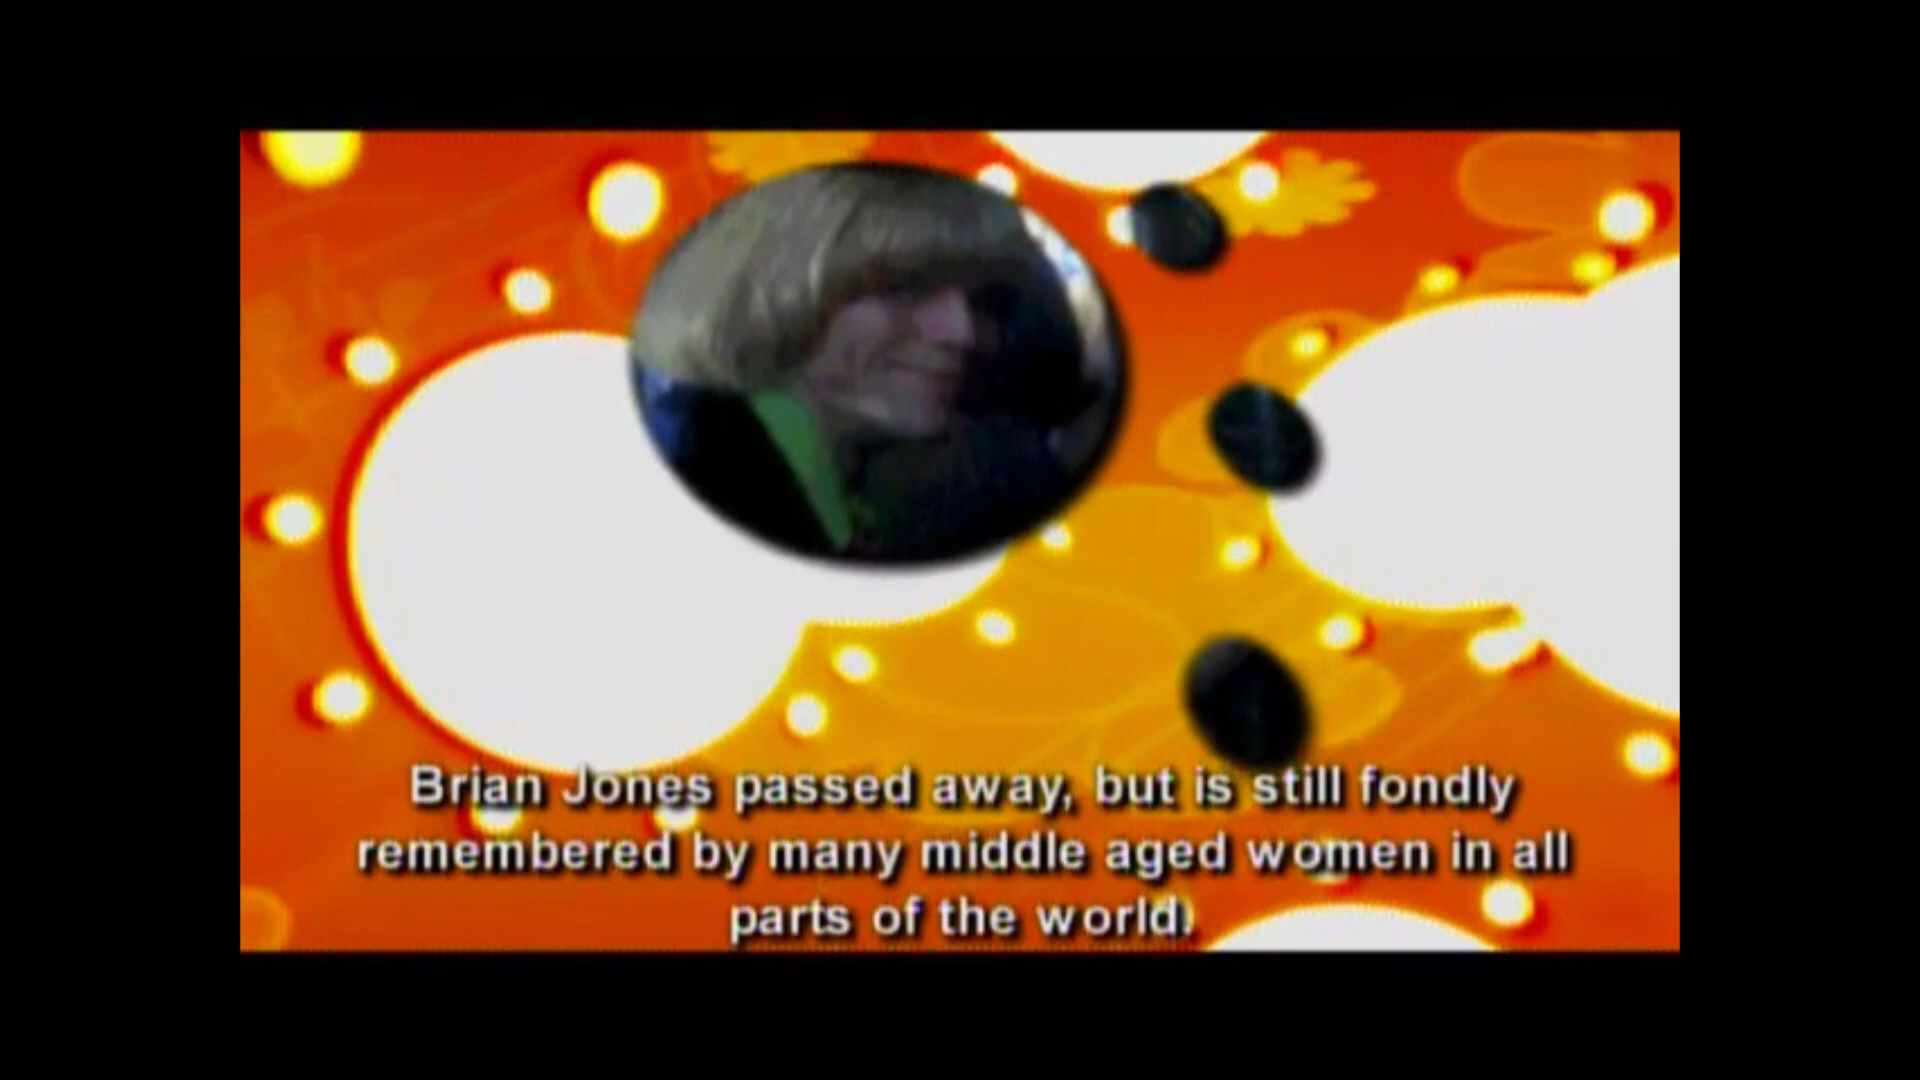 Brian Jones passed away, but is still fondly
remembered by many middle aged women in all
parts of the world.